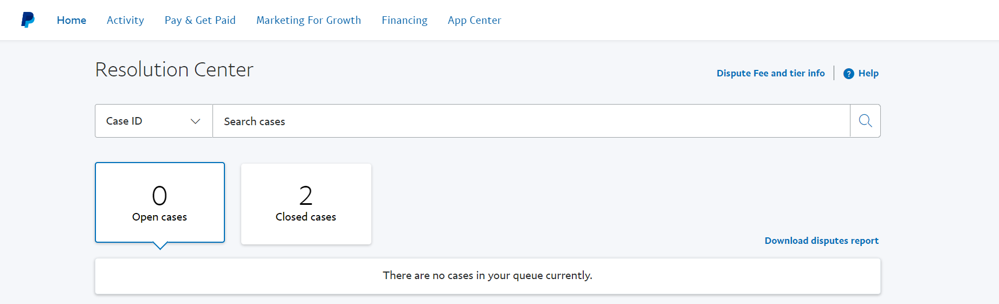 Home Activity Pay & Get Paid Marketing For Growth Financing App Center
Resolution Center
Dispute Fee and tier info ? Help
Case ID Search cases
0
Open cases
2
Closed cases
Download disputes report
There are no cases in your queue currently.